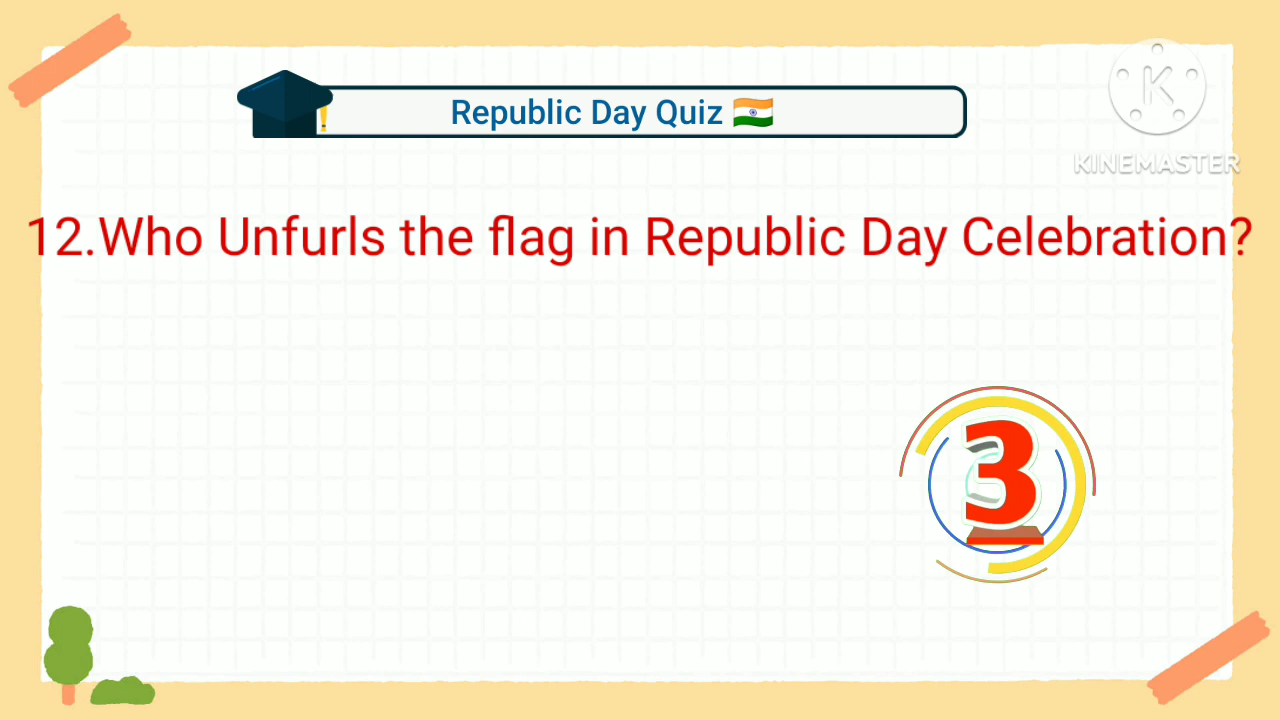 Republic Day Quiz 🇮🇳
K
KINEMASTER
12.Who Unfurls the flag in Republic Day Celebration?
3